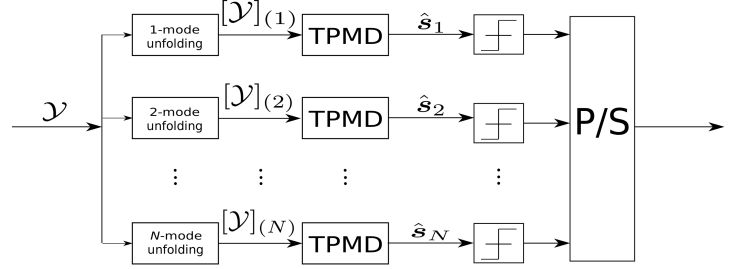 1-mode
unfolding
[𝒴](1)
TPMD
ŝ1
𝒴
2-mode
unfolding
[𝒴](2)
TPMD
ŝ2
P/S
N-mode
unfolding
[𝒴](N)
TPMD
ŝN